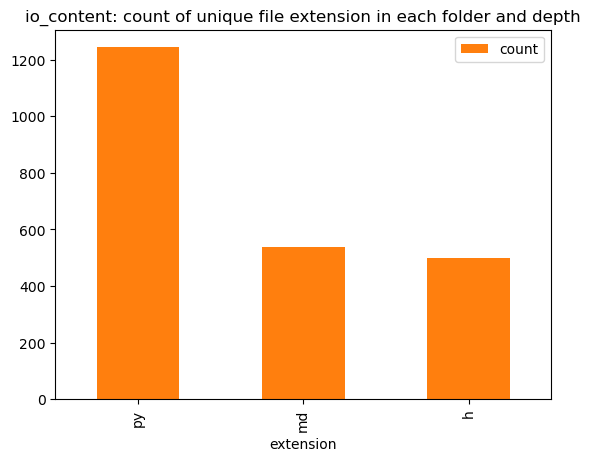 io_content: count of unique file extension in each folder and depth
count
1200
1000
800
600
400
200
0
py
md
h
extension